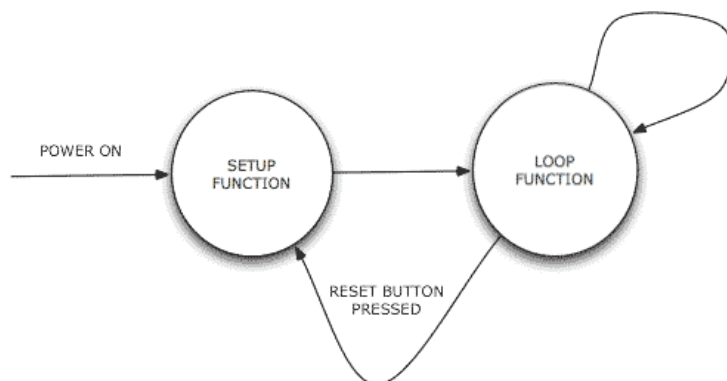 POWER ON
SETUP
FUNCTION
LOOP
FUNCTION
RESET BUTTON
PRESSED